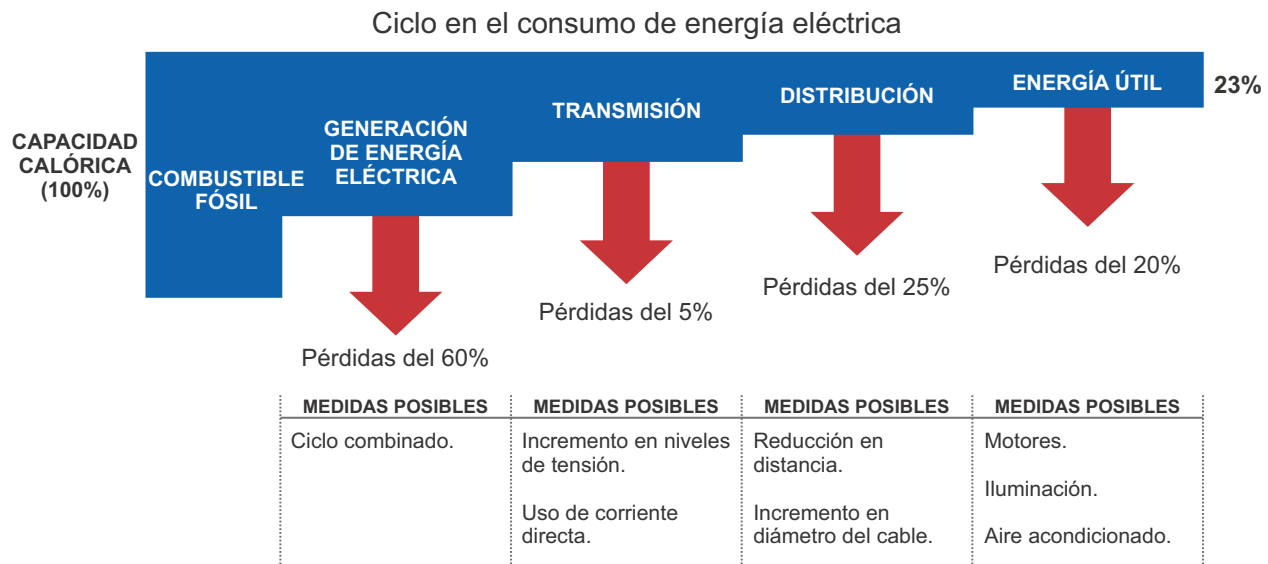 Ciclo en el consumo de energía eléctrica
CAPACIDAD
CALÓRICA
(100%)
COMBUSTIBLE
FÓSIL
GENERACIÓN
DE ENERGÍA
ELÉCTRICA
TRANSMISIÓN
DISTRIBUCIÓN
ENERGÍA ÚTIL
23%
Pérdidas del 60%
Pérdidas del 5%
Pérdidas del 25%
Pérdidas del 20%
MEDIDAS POSIBLES
Ciclo combinado.
MEDIDAS POSIBLES
Incremento en niveles
de tensión.
Uso de corriente
directa.
MEDIDAS POSIBLES
Reducción en
distancia.
Incremento en
diámetro del cable.
MEDIDAS POSIBLES
Motores.
Iluminación.
Aire acondicionado.